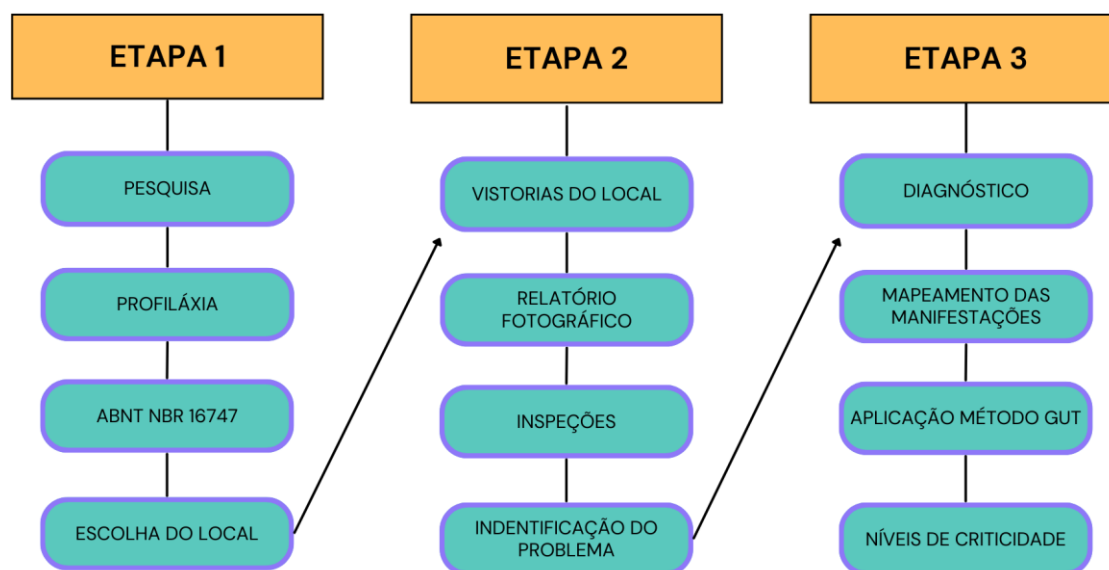 ETAPA 1
PESQUISA
PROFILÁXIA
ABNT NBR 16747
ESCOLHA DO LOCAL
ETAPA 2
VISTORIAS DO LOCAL
RELATÓRIO
FOTOGRÁFICO
INSPEÇÕES
INDENTIFICAÇÃO DO
PROBLEMA
ETAPA 3
DIAGNÓSTICO
MAPEAMENTO DAS
MANIFESTAÇÕES
APLICAÇÃO MÉTODO GUT
NÍVEIS DE CRITICIDADE